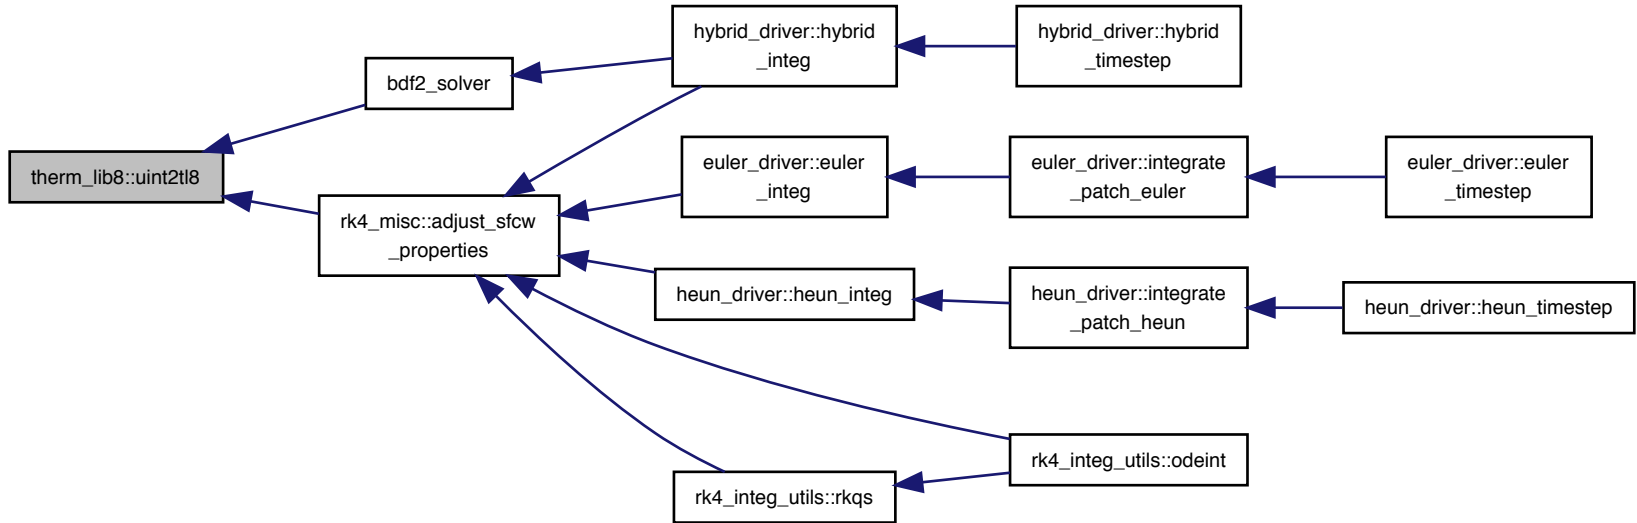 hybrid_driver::hybrid
_integ
hybrid_driver::hybrid
_timestep
bdf2_solver
therm_lib8::uint2tl8
euler_driver::euler
_integ
euler_driver::integrate
_patch_euler
euler_driver::euler
_timestep
rk4_misc::adjust_sfcw
_properties
heun_driver::heun_integ
heun_driver::integrate
_patch_heun
heun_driver::heun_timestep
rk4_integ_utils::odeint
rk4_integ_utils::rkqs